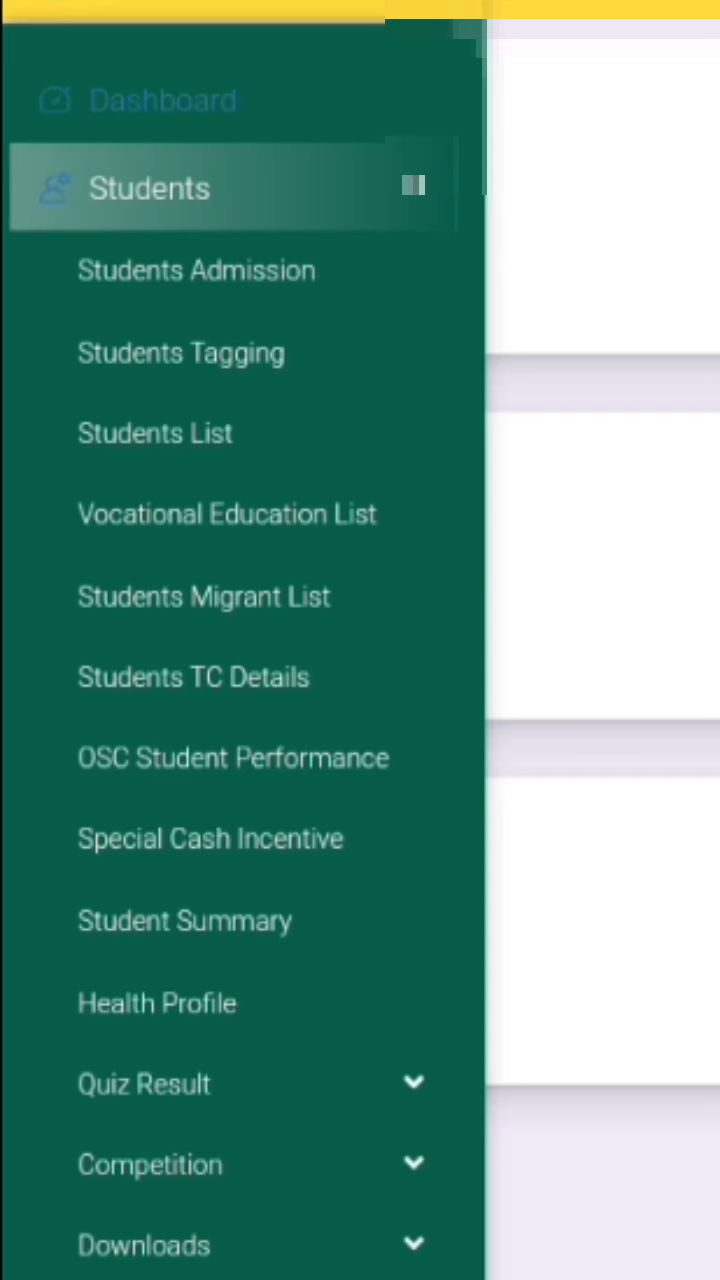 Dashboard
Students
Students Admission
Students Tagging
Students List
Vocational Education List
Students Migrant List
Students TC Details
OSC Student Performance
Special Cash Incentive
Student Summary
Health Profile
Quiz Result
Competition
Downloads